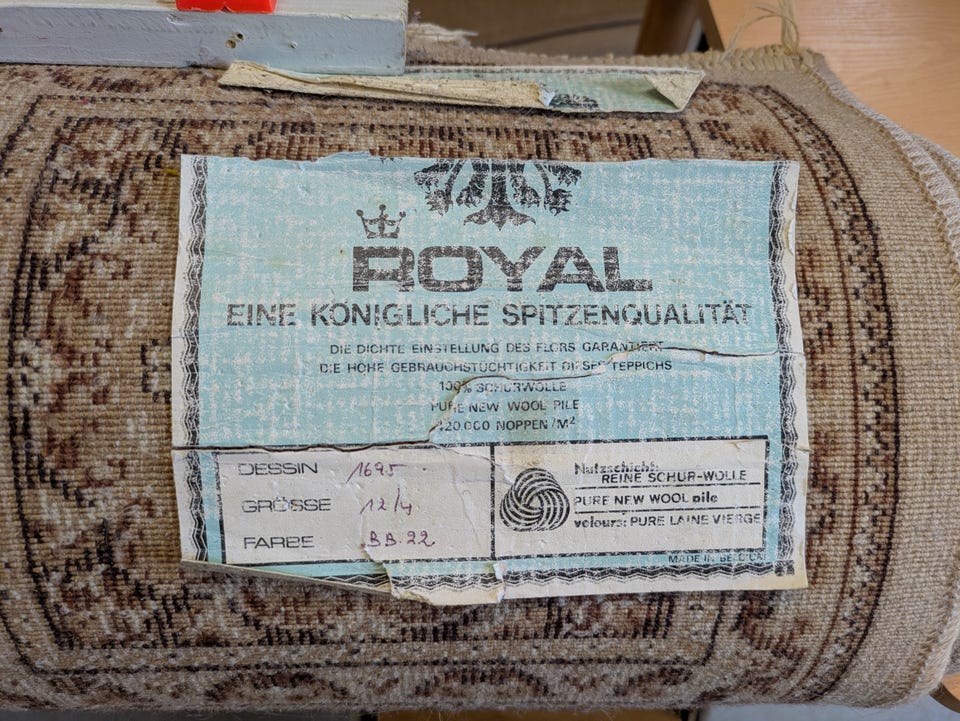 ROYAL
EINE KÖNIGLICHE SPITZENQUALITÄT
DIE DICHTE EINSTELLUNG DES FLORS GARANTIERT
DIE HOHE GEBRAUCHSTÜCHTIGKEIT DIESES TEPPICHS
100% SCHURWOLLE
PURE NEW WOOL PILE
420.000 NOPPEN/M²
DESSIN 1695
GRÖSSE 12/4
FARBE BB.22
Nutzschicht:
REINE SCHUR-WOLLE
PURE NEW WOOL pile
velours: PURE LAINE VIERGE
MADE IN BELGIUM